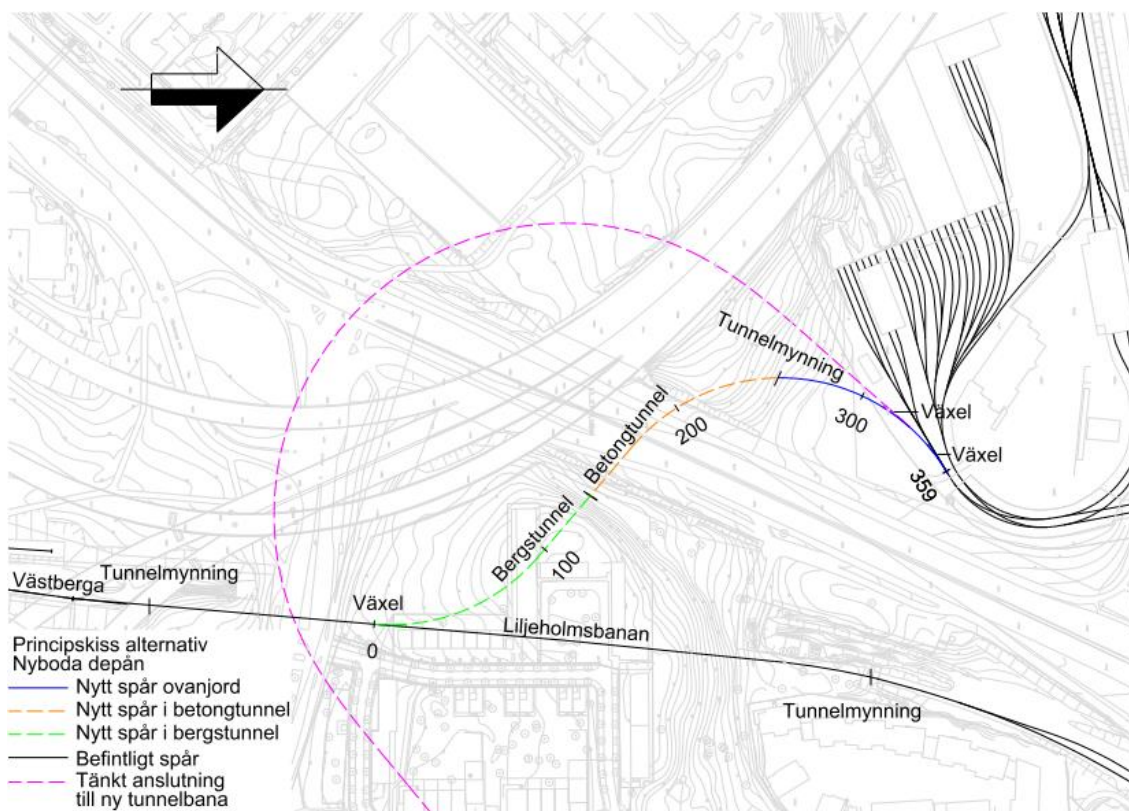 Tunnelmynning
300
Växel
Växel
359
200
Betongtunnel
Bergstunnel
100
Västberga
Tunnelmynning
Växel
0
Liljeholmsbanan
Tunnelmynning
Principskiss alternativ
Nyboda depån
Nytt spår ovanjord
Nytt spår i betongtunnel
Nytt spår i bergstunnel
Befintligt spår
Tänkt anslutning
till ny tunnelbana